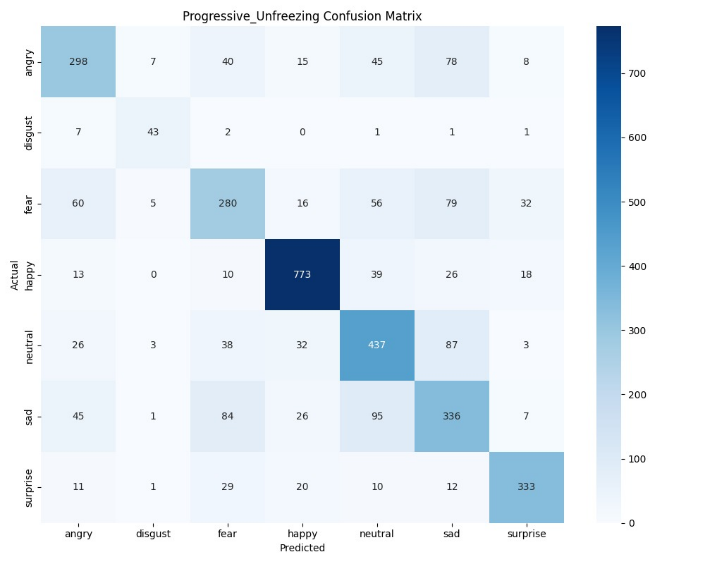 Progressive_Unfreezing Confusion Matrix
angry 298 7 40 15 45 78 8
disgust 7 43 2 0 1 1 1
fear 60 5 280 16 56 79 32
happy 13 0 10 773 39 26 18
neutral 26 3 38 32 437 87 3
sad 45 1 84 26 95 336 7
surprise 11 1 29 20 10 12 333
Actual
angry disgust fear happy neutral sad surprise
Predicted
700
600
500
400
300
200
100
0